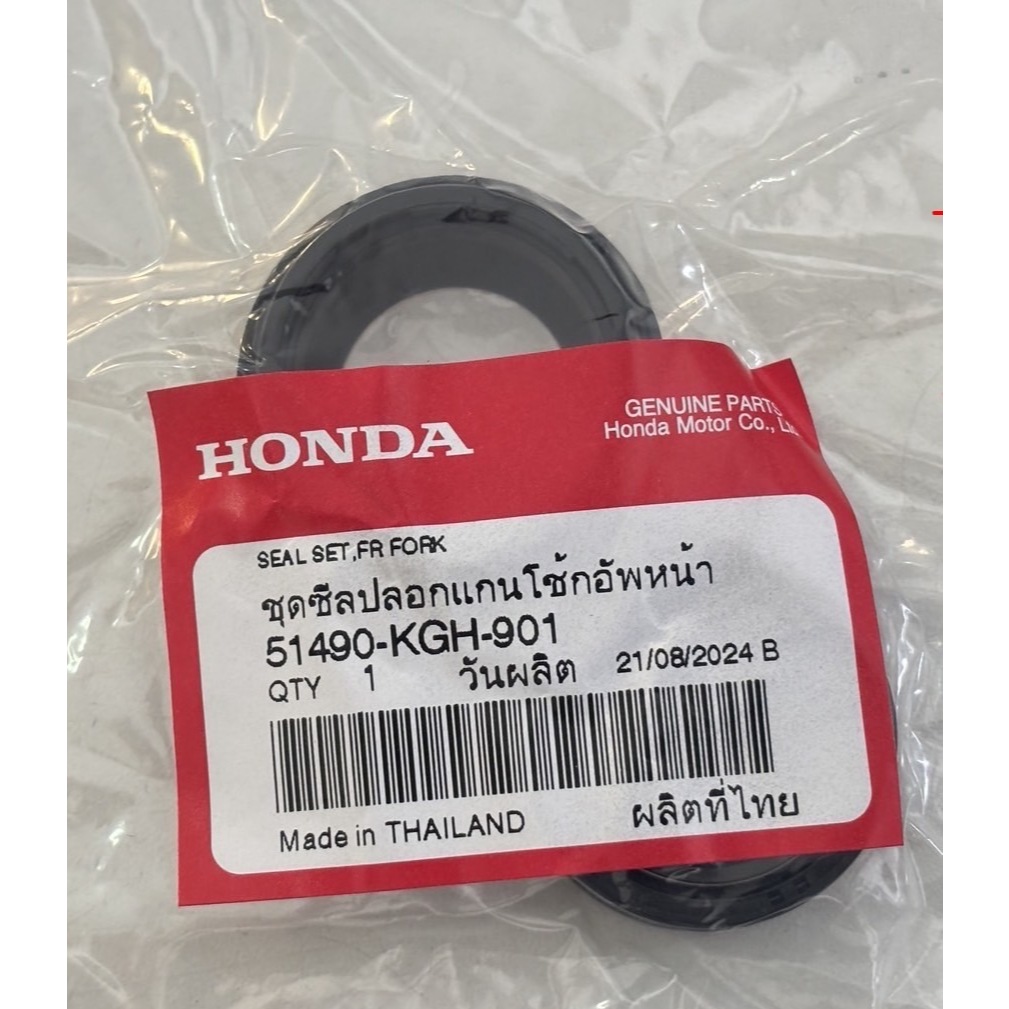 HONDA
GENUINE PARTS
Honda Motor Co.,
SEAL SET,FR FORK
ชุดซีลปลอกแกนโช้กอัพหน้า
51490-KGH-901
QTY 1 วันผลิต 21/08/2024 B
Made in THAILAND ผลิตที่ไทย